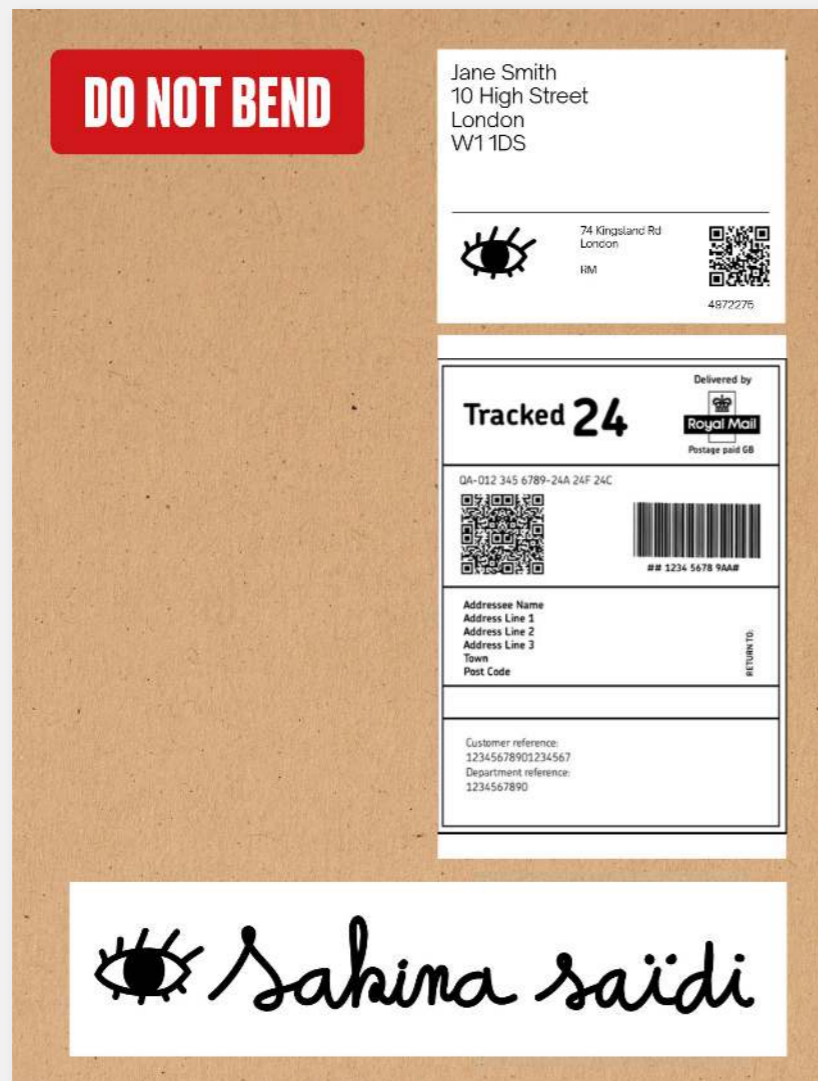 DO NOT BEND
Jane Smith
10 High Street
London
W1 1DS
74 Kingsland Rd
London
RM
4872275
Tracked 24
Delivered by
Royal Mail
Postage paid GB
QA-012 345 6789-24A 24F 24C
## 1234 5678 9AA#
Addressee Name
Address Line 1
Address Line 2
Address Line 3
Town
Post Code
RETURN TO:
Customer reference:
12345678901234567
Department reference:
1234567890
sakina saïdi